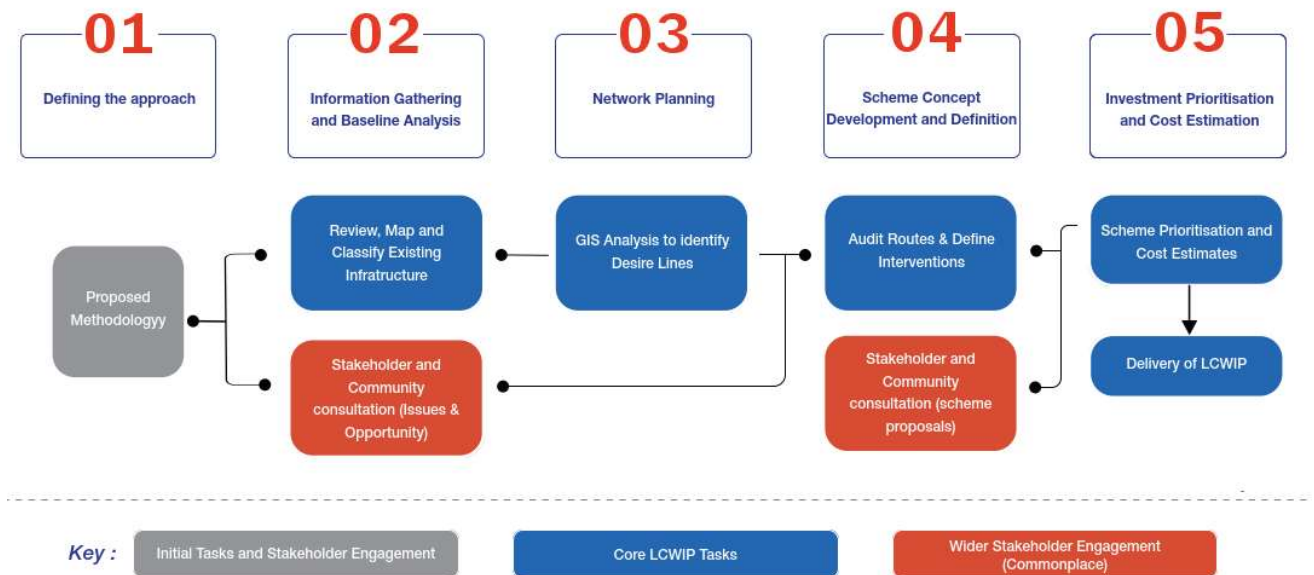 01
Defining the approach
02
Information Gathering
and Baseline Analysis
03
Network Planning
04
Scheme Concept
Development and Definition
05
Investment Prioritisation
and Cost Estimation
Proposed
Methodologyy
Review, Map and
Classify Existing
Infratructure
Stakeholder and
Community
consultation (Issues &
Opportunity)
GIS Analysis to identify
Desire Lines
Audit Routes & Define
Interventions
Stakeholder and
Community
consultation (scheme
proposals)
Scheme Prioritisation and
Cost Estimates
Delivery of LCWIP
Key :
Initial Tasks and Stakeholder Engagement
Core LCWIP Tasks
Wider Stakeholder Engagement
(Commonplace)